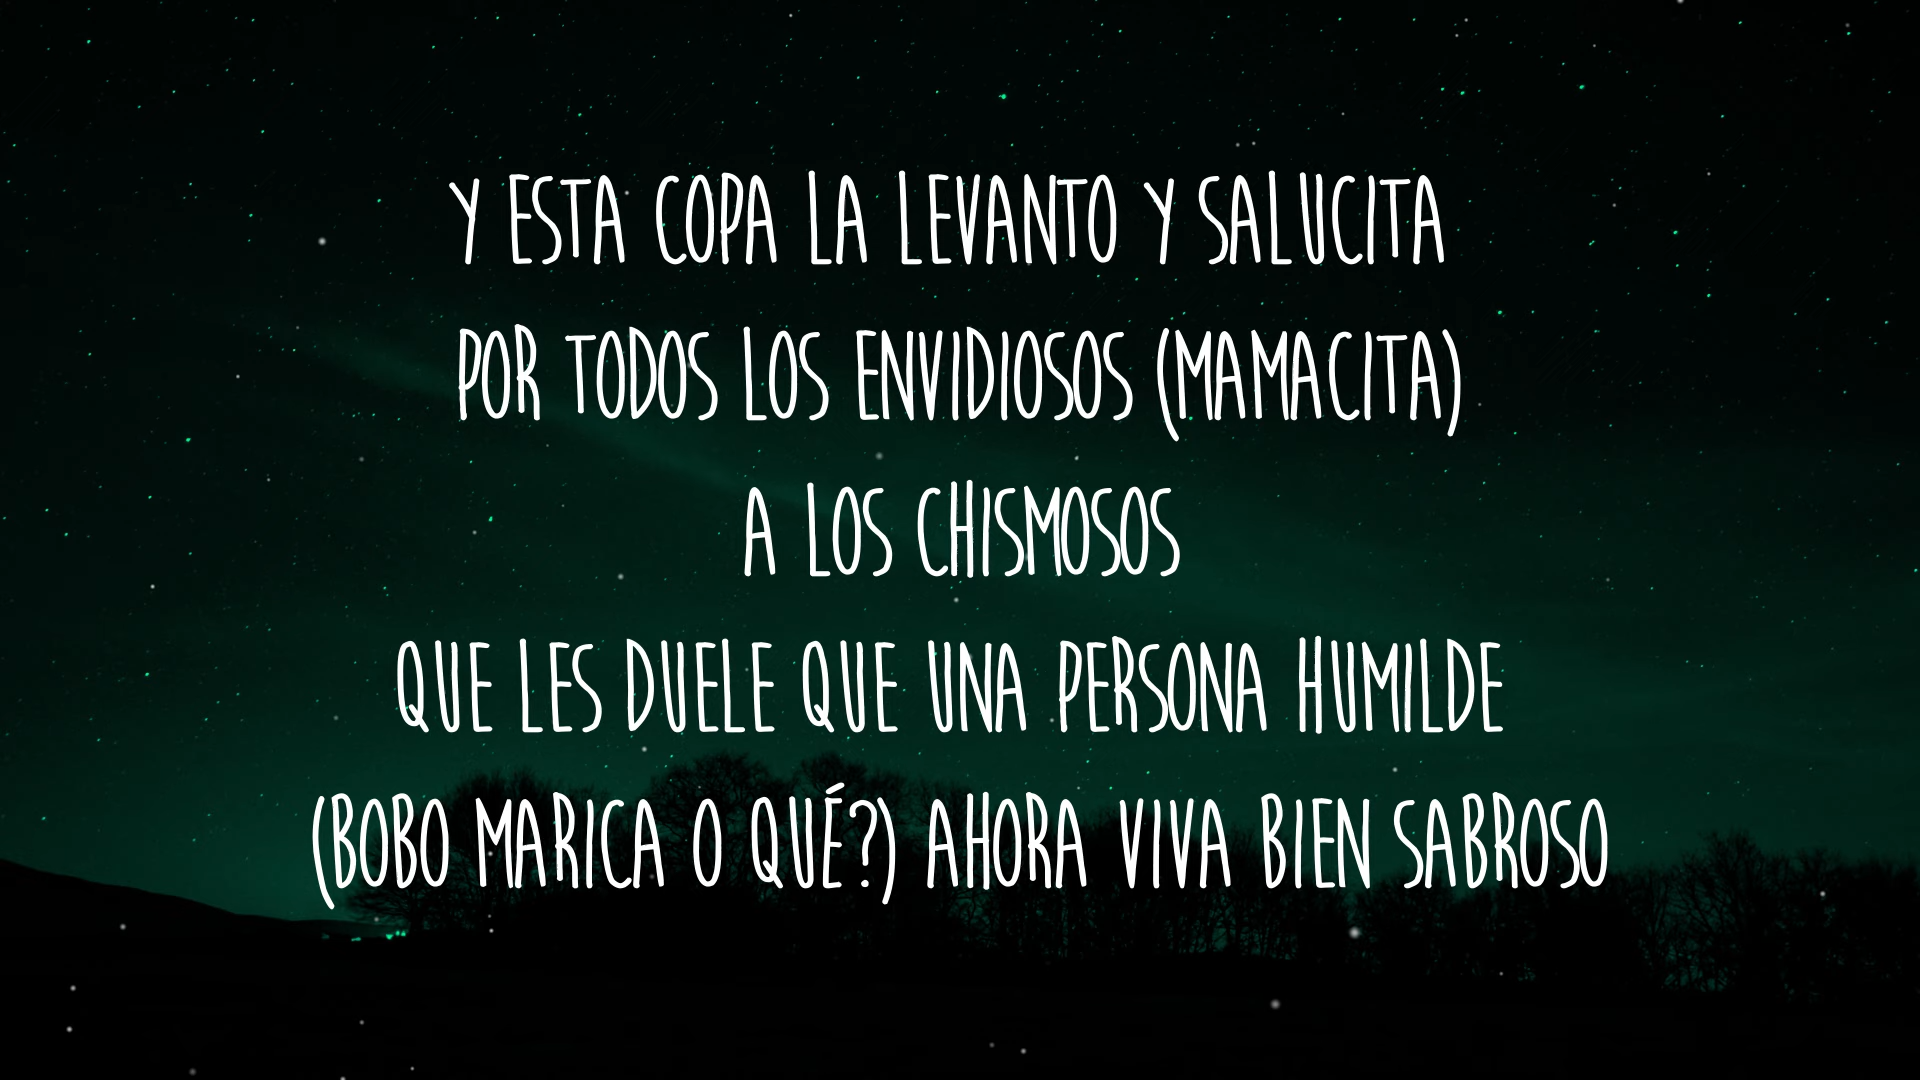 Y ESTA COPA LA LEVANTO Y SALUCITA
POR TODOS LOS ENVIDIOSOS (MAMACITA)
A LOS CHISMOSOS
QUE LES DUELE QUE UNA PERSONA HUMILDE
(BOBO MARICA O QUÉ?) AHORA VIVA BIEN SABROSO